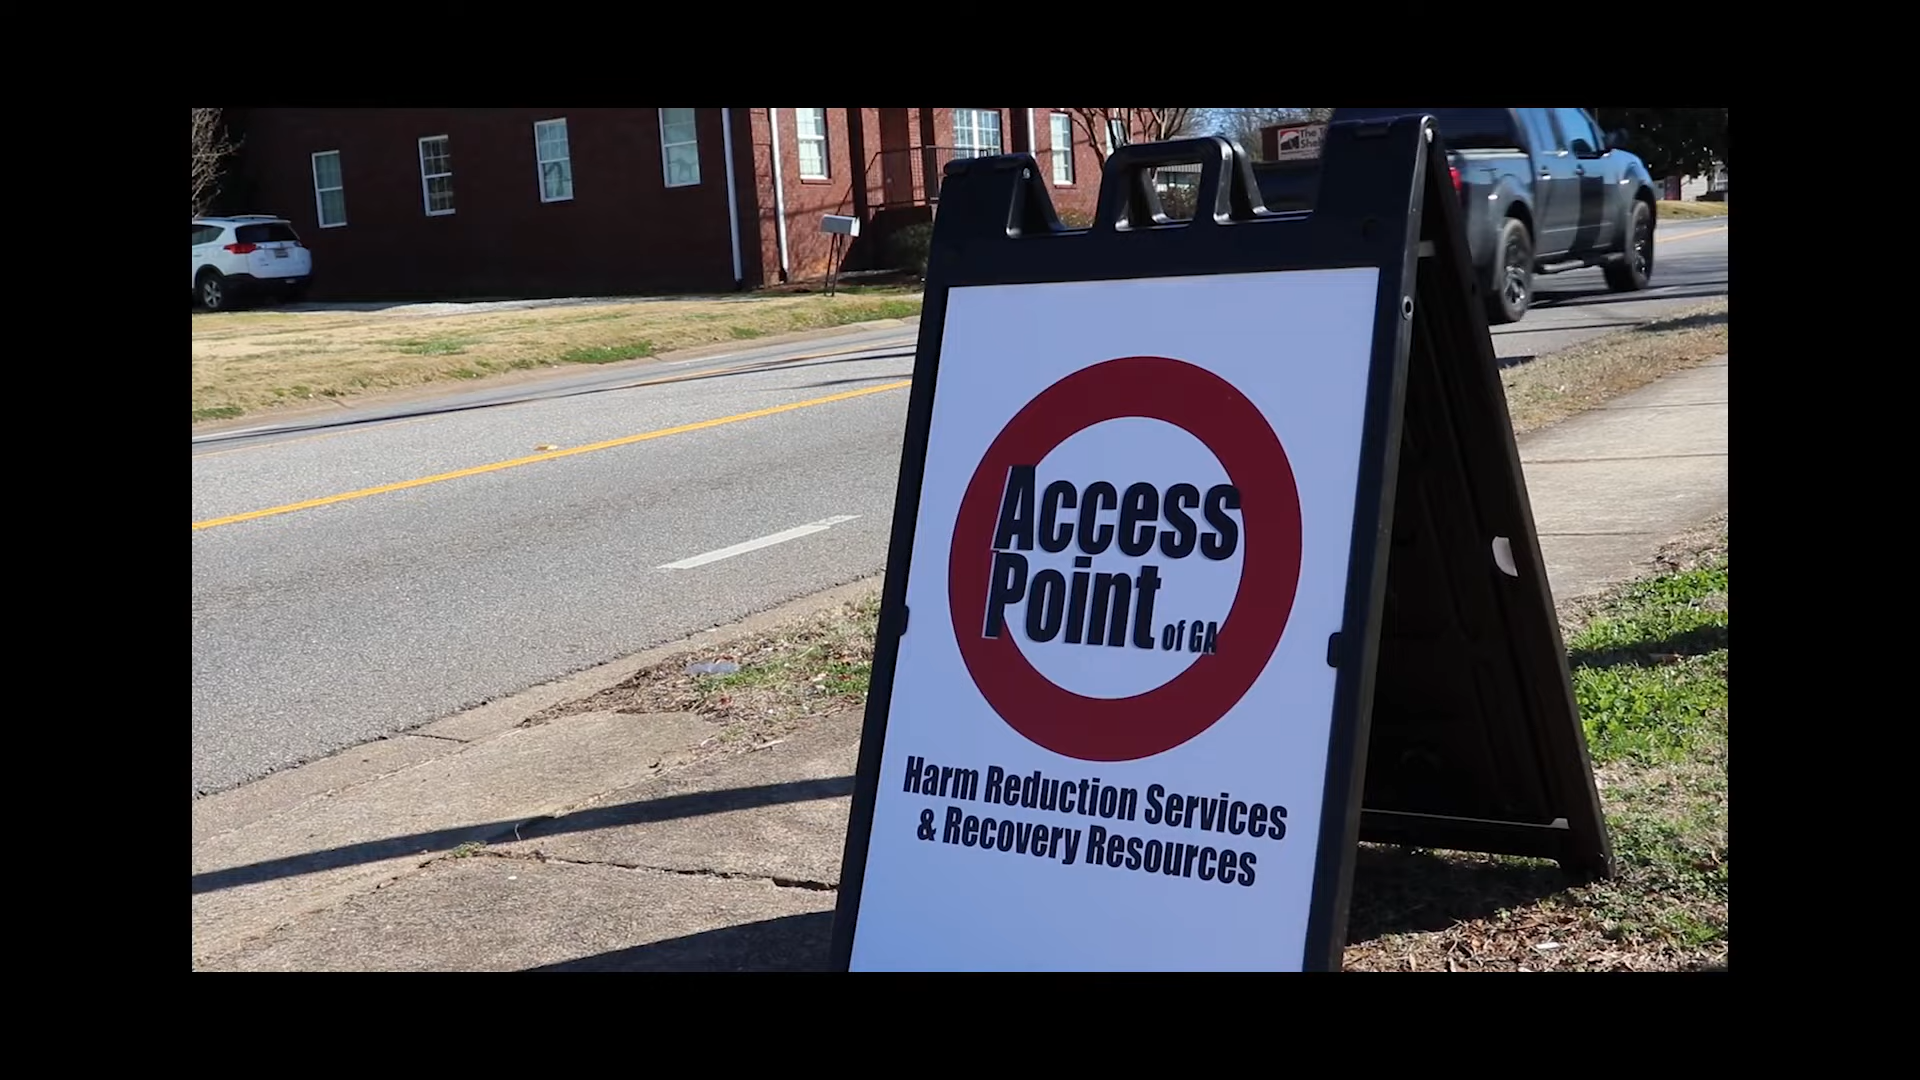 Access
Point of GA
Harm Reduction Services
& Recovery Resources